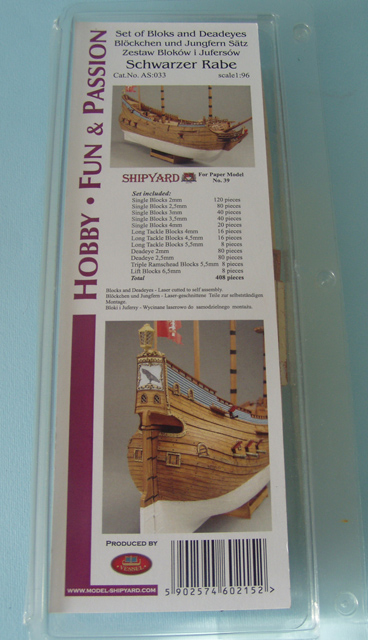 Set of Bloks and Deadeyes
Blöckchen und Jungfern Sätz
Zestaw Bloków i Jufersów
Schwarzer Rabe
Cat.No. AS:033 scale1:96
HOBBY • FUN & PASSION
SHIPYARD For Paper Model
No. 39
Set included:
Single Blocks 2mm 120 pieces
Single Blocks 2,5mm 80 pieces
Single Blocks 3mm 40 pieces
Single Blocks 3,5mm 40 pieces
Single Blocks 4mm 20 pieces
Long Tackle Blocks 4mm 16 pieces
Long Tackle Blocks 4,5mm 16 pieces
Long Tackle Blocks 5,5mm 8 pieces
Deadeye 2mm 80 pieces
Deadeye 2,5mm 80 pieces
Triple Ramschead Blocks 5,5mm 8 pieces
Lift Blocks 6,5mm 8 pieces
Total 408 pieces
Blocks and Deadeyes - Laser cutted to self assembly.
Blöckchen und Jungfern - Laser-geschnittene Teile zur selbstständigen
Montage.
Bloki i Jufersy - Wycinane laserowo do samodzielnego montażu.
PRODUCED BY
VESSEL
WWW.MODEL-SHIPYARD.COM
5 902574 602152 >